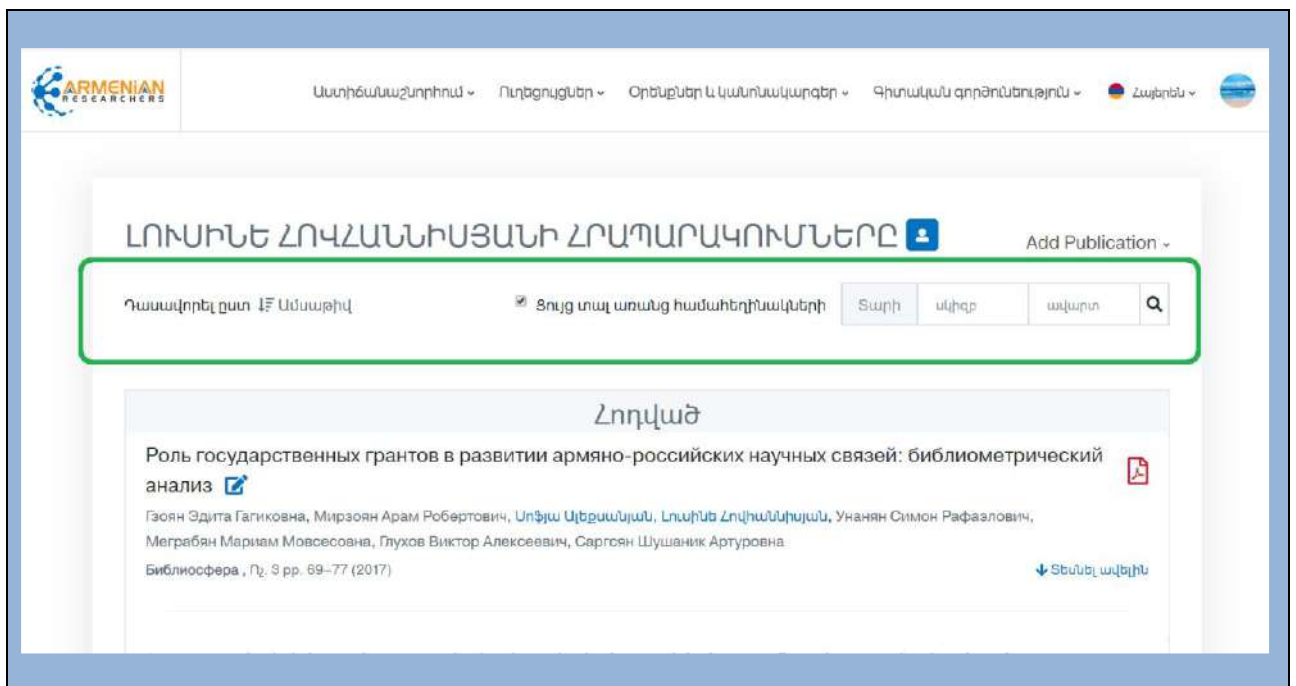 ARMENIAN
RESEARCHERS
Աստիճանաշնորհում Ուղեցույցներ Օրենքներ և կանոնակարգեր Գիտական գործունեություն Հայերեն
ԼՈՒՍԻՆԵ ՀՈՎՀԱՆՆԻՍՅԱՆԻ ՀՐԱՊԱՐԱԿՈՒՄՆԵՐԸ Add Publication
Դասավորել ըստ Ամսաթիվ Ցույց տալ առանց համահեղինակների Տարի սկիզբ ավարտ
Հոդված
Роль государственных грантов в развитии армяно-российских научных связей: библиометрический
анализ
Гзоян Эдита Гагиковна, Мирзоян Арам Робертович, Սոֆյա Ալեքսանյան, Լուսինե Հովհաննիսյան, Унанян Симон Рафаэлович,
Меграбян Мариам Мовсесовна, Глухов Виктор Алексеевич, Саргсян Шушаник Артуровна
Библиосфера , Ոչ. 3 pp. 69–77 (2017) Տեսնել ավելին